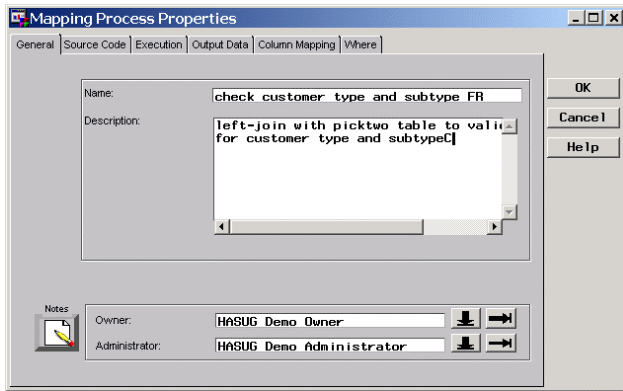 Mapping Process Properties
General Source Code Execution Output Data Column Mapping Where
Name: check customer type and subtype FR
Description: left-join with picktwo table to vali
for customer type and subtypeC
OK
Cancel
Help
Notes
Owner: HASUG Demo Owner
Administrator: HASUG Demo Administrator